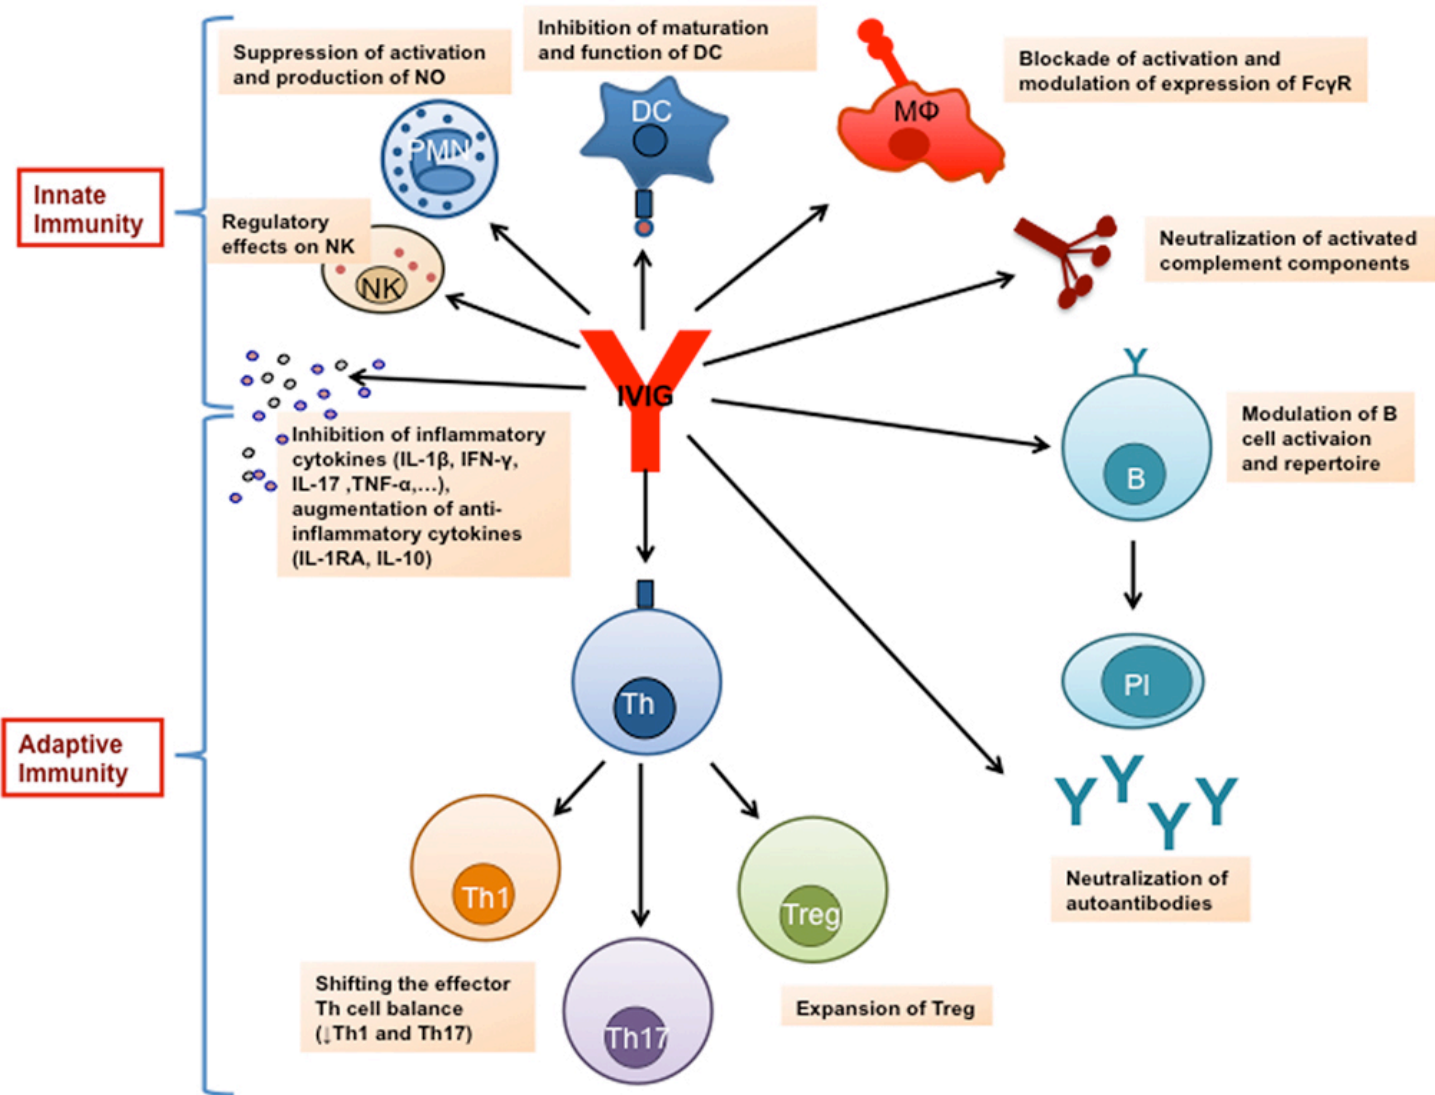 Suppression of activation
and production of NO
Inhibition of maturation
and function of DC
Blockade of activation and
modulation of expression of FcγR
PMN
DC
MΦ
Innate
Immunity
Regulatory
effects on NK
NK
Neutralization of activated
complement components
IVIG
Inhibition of inflammatory
cytokines (IL-1β, IFN-γ,
IL-17 ,TNF-α,...),
augmentation of anti-
inflammatory cytokines
(IL-1RA, IL-10)
Y
B
Modulation of B
cell activaion
and repertoire
Th
Pl
Adaptive
Immunity
Y Y Y Y
Neutralization of
autoantibodies
Th1
Treg
Th17
Shifting the effector
Th cell balance
(↓Th1 and Th17)
Expansion of Treg